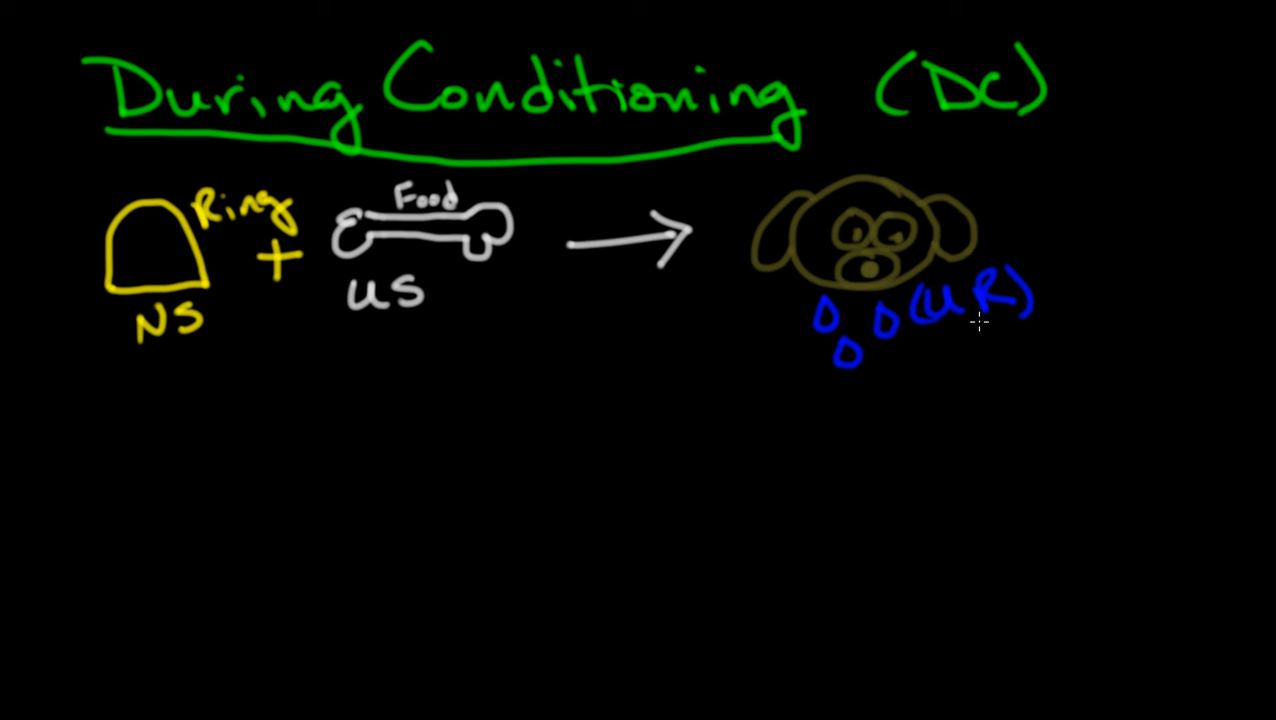 During Conditioning (DC)
Ring
Food
+
NS
US
(UR)